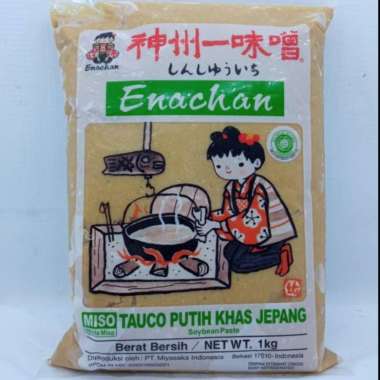 神州一味噌®
しんしゅういち
Enachan
Enachan
MISO
TAUCO PUTIH KHAS JEPANG
Soybean Paste
Berat Bersih / NET WT. 1kg
Diproduksi oleh : PT. Miyasaka Indonesia
Bekasi 17510-Indonesia